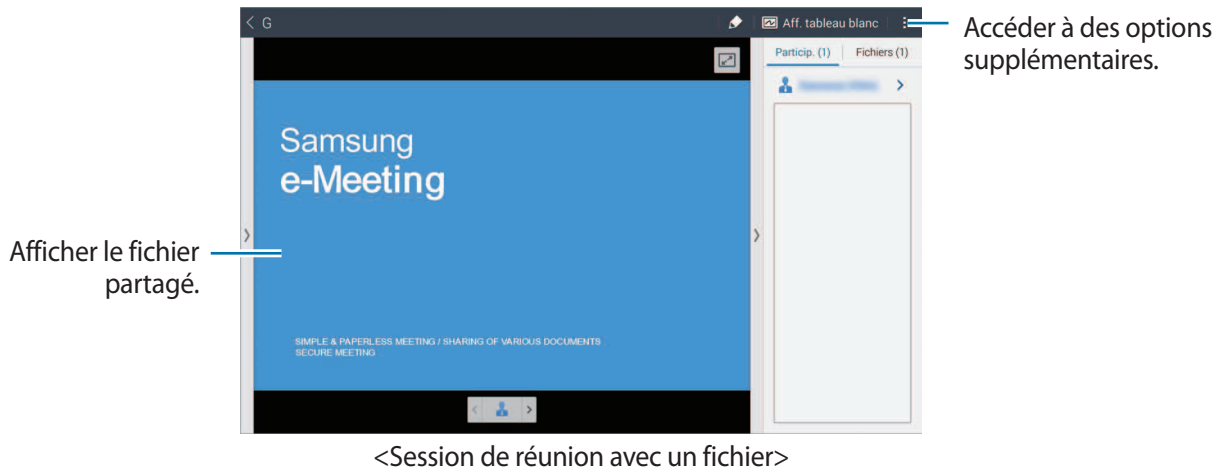 G
Aff. tableau blanc
Accéder à des options
supplémentaires.
Particip. (1)
Fichiers (1)
Samsung
e-Meeting
Afficher le fichier
partagé.
SIMPLE & PAPERLESS MEETING / SHARING OF VARIOUS DOCUMENTS
SECURE MEETING
<Session de réunion avec un fichier>